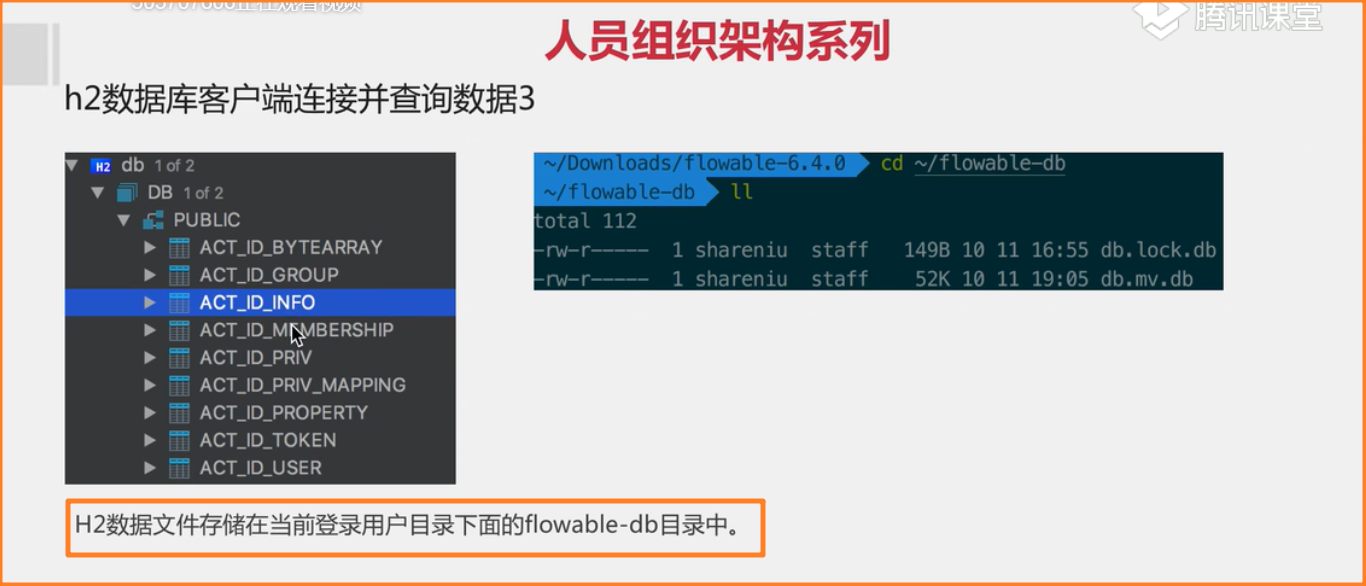 正在观看视频
腾讯课堂
人员组织架构系列
h2数据库客户端连接并查询数据3
db 1 of 2
DB 1 of 2
PUBLIC
ACT_ID_BYTEARRAY
ACT_ID_GROUP
ACT_ID_INFO
ACT_ID_MEMBERSHIP
ACT_ID_PRIV
ACT_ID_PRIV_MAPPING
ACT_ID_PROPERTY
ACT_ID_TOKEN
ACT_ID_USER
~/Downloads/flowable-6.4.0 cd ~/flowable-db
~/flowable-db ll
total 112
-rw-r----- 1 shareniu staff 149B 10 11 16:55 db.lock.db
-rw-r----- 1 shareniu staff 52K 10 11 19:05 db.mv.db
H2数据文件存储在当前登录用户目录下面的flowable-db目录中。